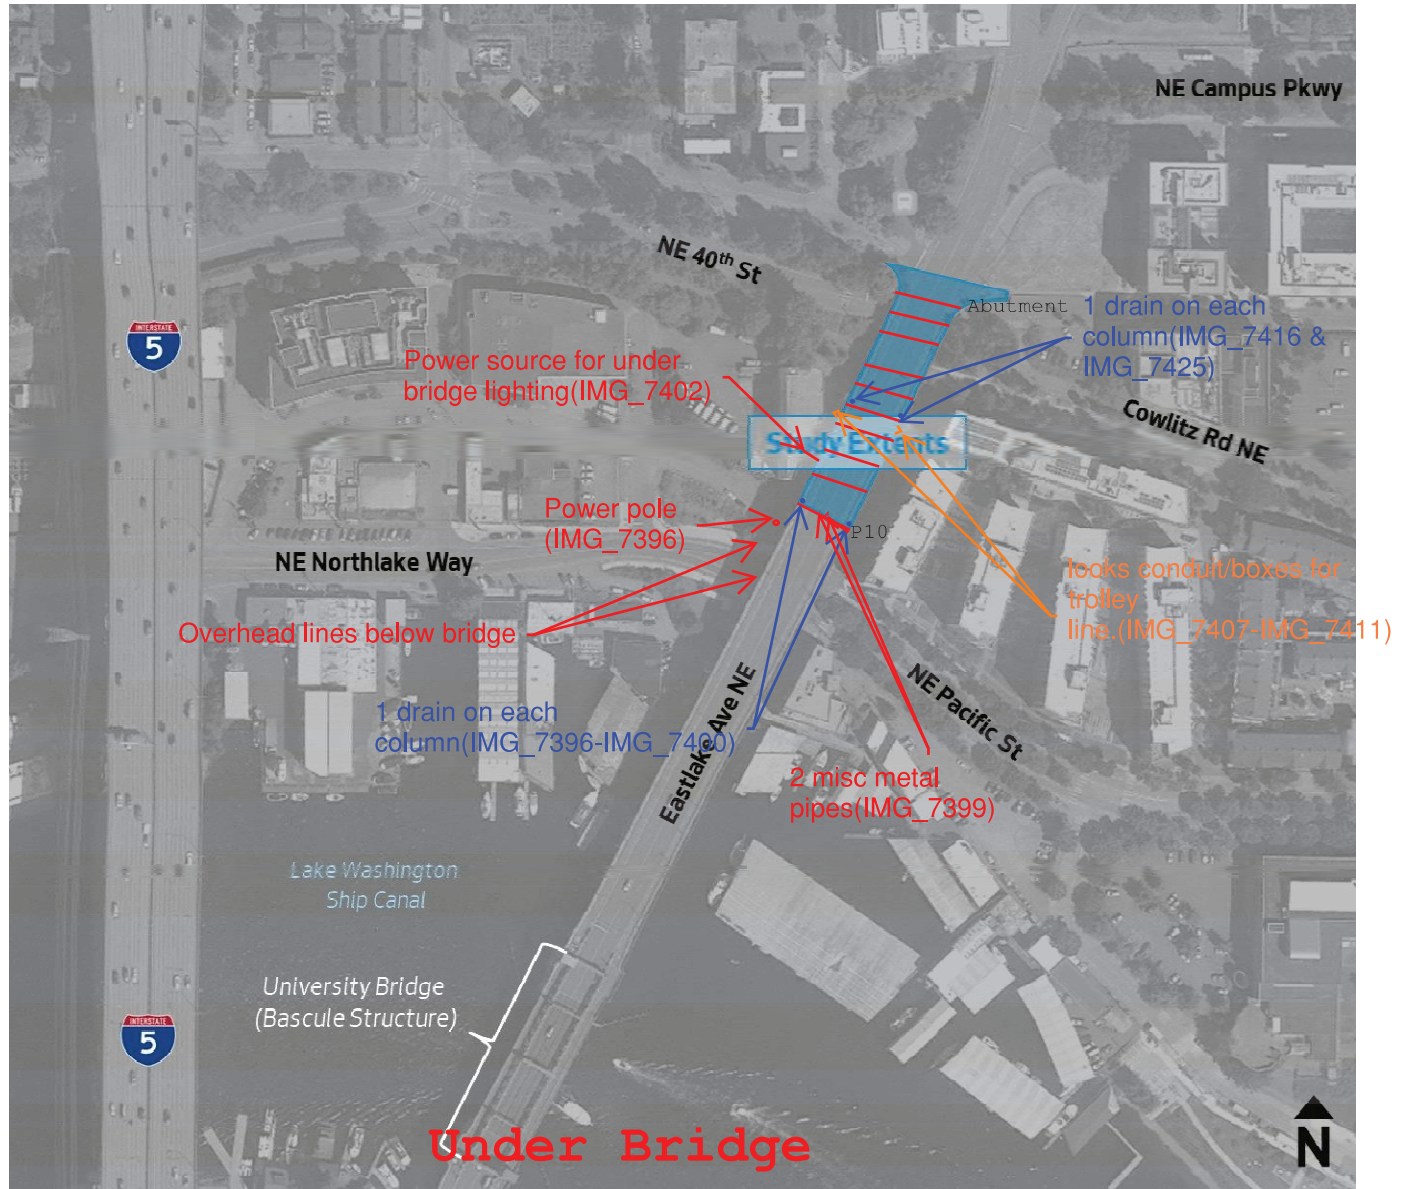 NE Campus Pkwy
NE 40th St
Abutment
1 drain on each
column(IMG_7416 &
IMG_7425)
INTERSTATE
5
Power source for under
bridge lighting(IMG_7402)
Cowlitz Rd NE
Study Extents
Power pole
(IMG_7396)
P10
NE Northlake Way
looks conduit/boxes for
trolley
line.(IMG_7407-IMG_7411)
Overhead lines below bridge
1 drain on each
column(IMG_7396-IMG_7400)
Eastlake Ave NE
NE Pacific St
2 misc metal
pipes(IMG_7399)
Lake Washington
Ship Canal
University Bridge
(Bascule Structure)
INTERSTATE
5
Under Bridge
N